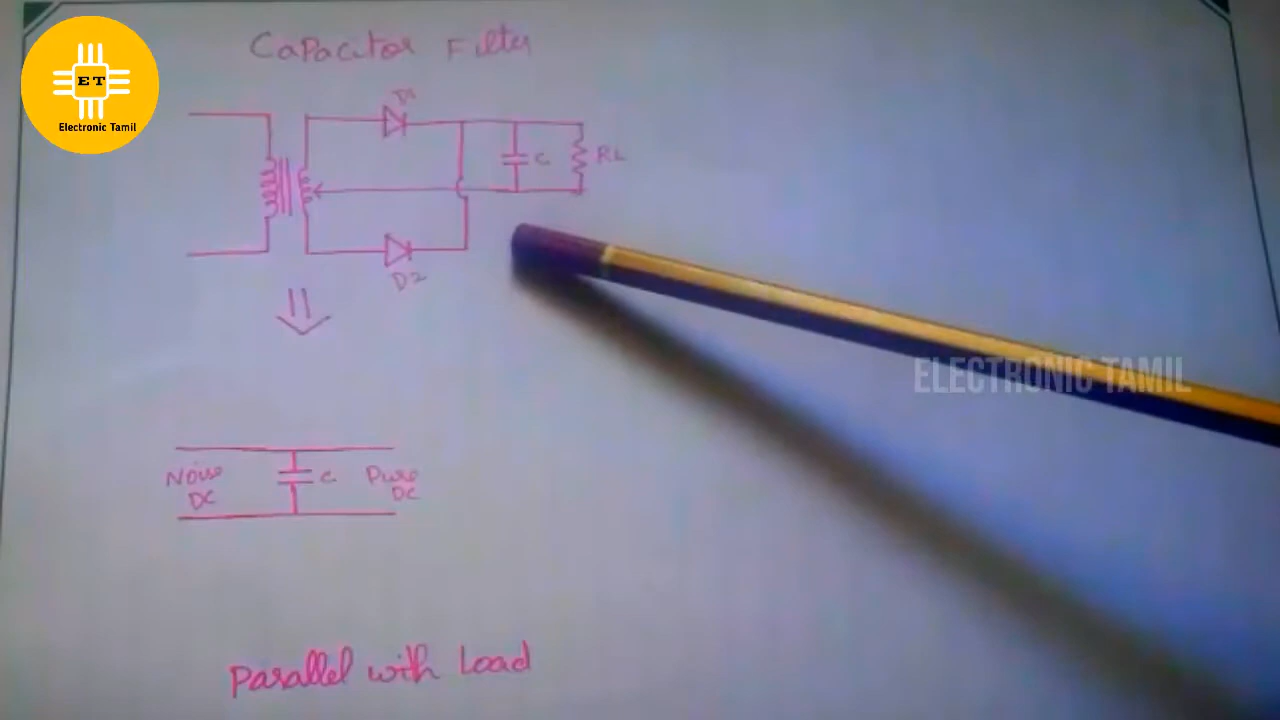 Capacitor Filter
ET
Electronic Tamil
D1
C
RL
D2
ELECTRONIC TAMIL
Noise
DC
C
Pure
DC
Parallel with Load